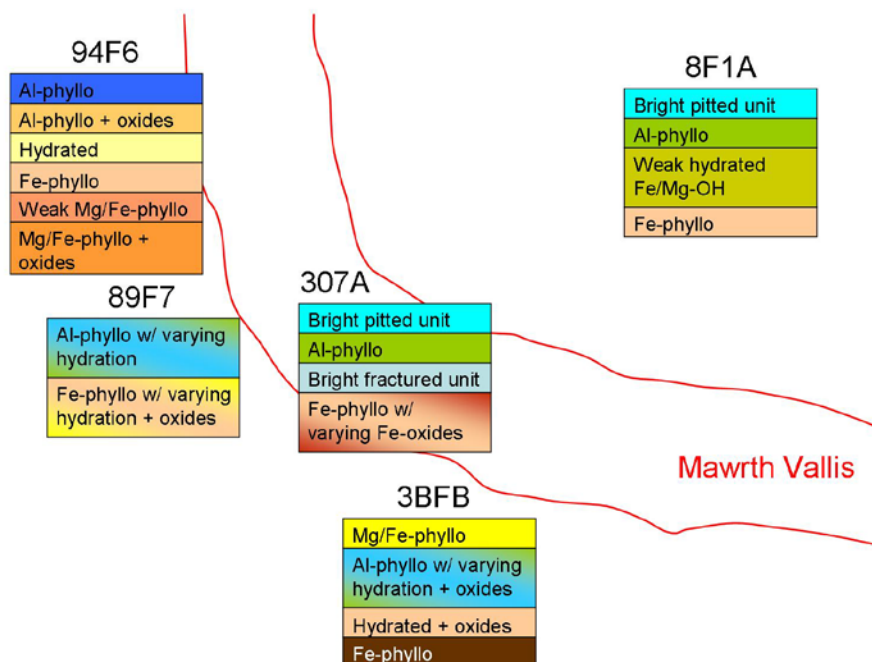 94F6
Al-phyllo
Al-phyllo + oxides
Hydrated
Fe-phyllo
Weak Mg/Fe-phyllo
Mg/Fe-phyllo +
oxides
8F1A
Bright pitted unit
Al-phyllo
Weak hydrated
Fe/Mg-OH
Fe-phyllo
89F7
Al-phyllo w/ varying
hydration
Fe-phyllo w/ varying
hydration + oxides
307A
Bright pitted unit
Al-phyllo
Bright fractured unit
Fe-phyllo w/
varying Fe-oxides
Mawrth Vallis
3BFB
Mg/Fe-phyllo
Al-phyllo w/ varying
hydration + oxides
Hydrated + oxides
Fe-phyllo